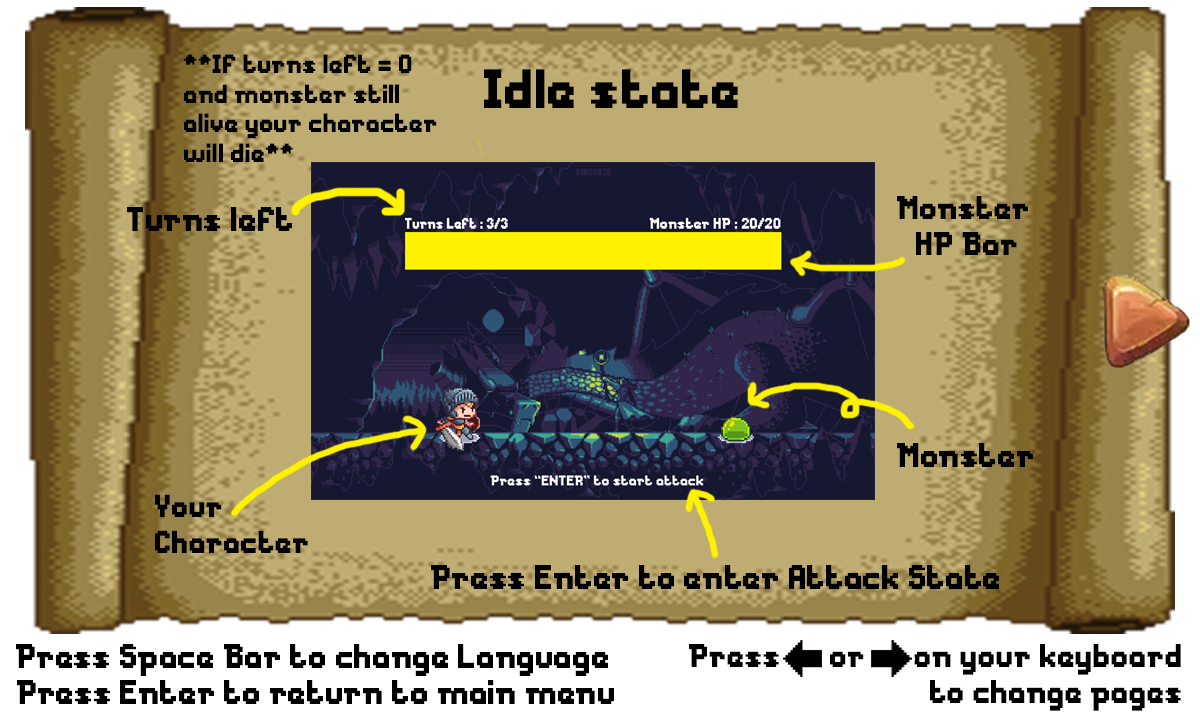 **If turns left = 0
and monster still
alive your character
will die**
Idle state
Turns left
Turns Left : 3/3
Monster HP : 20/20
Monster
HP Bar
Monster
Press "ENTER" to start attack
Your
Character
Press Enter to enter Attack State
Press Space Bar to change Language
Press Enter to return to main menu
Press or on your keyboard
to change pages